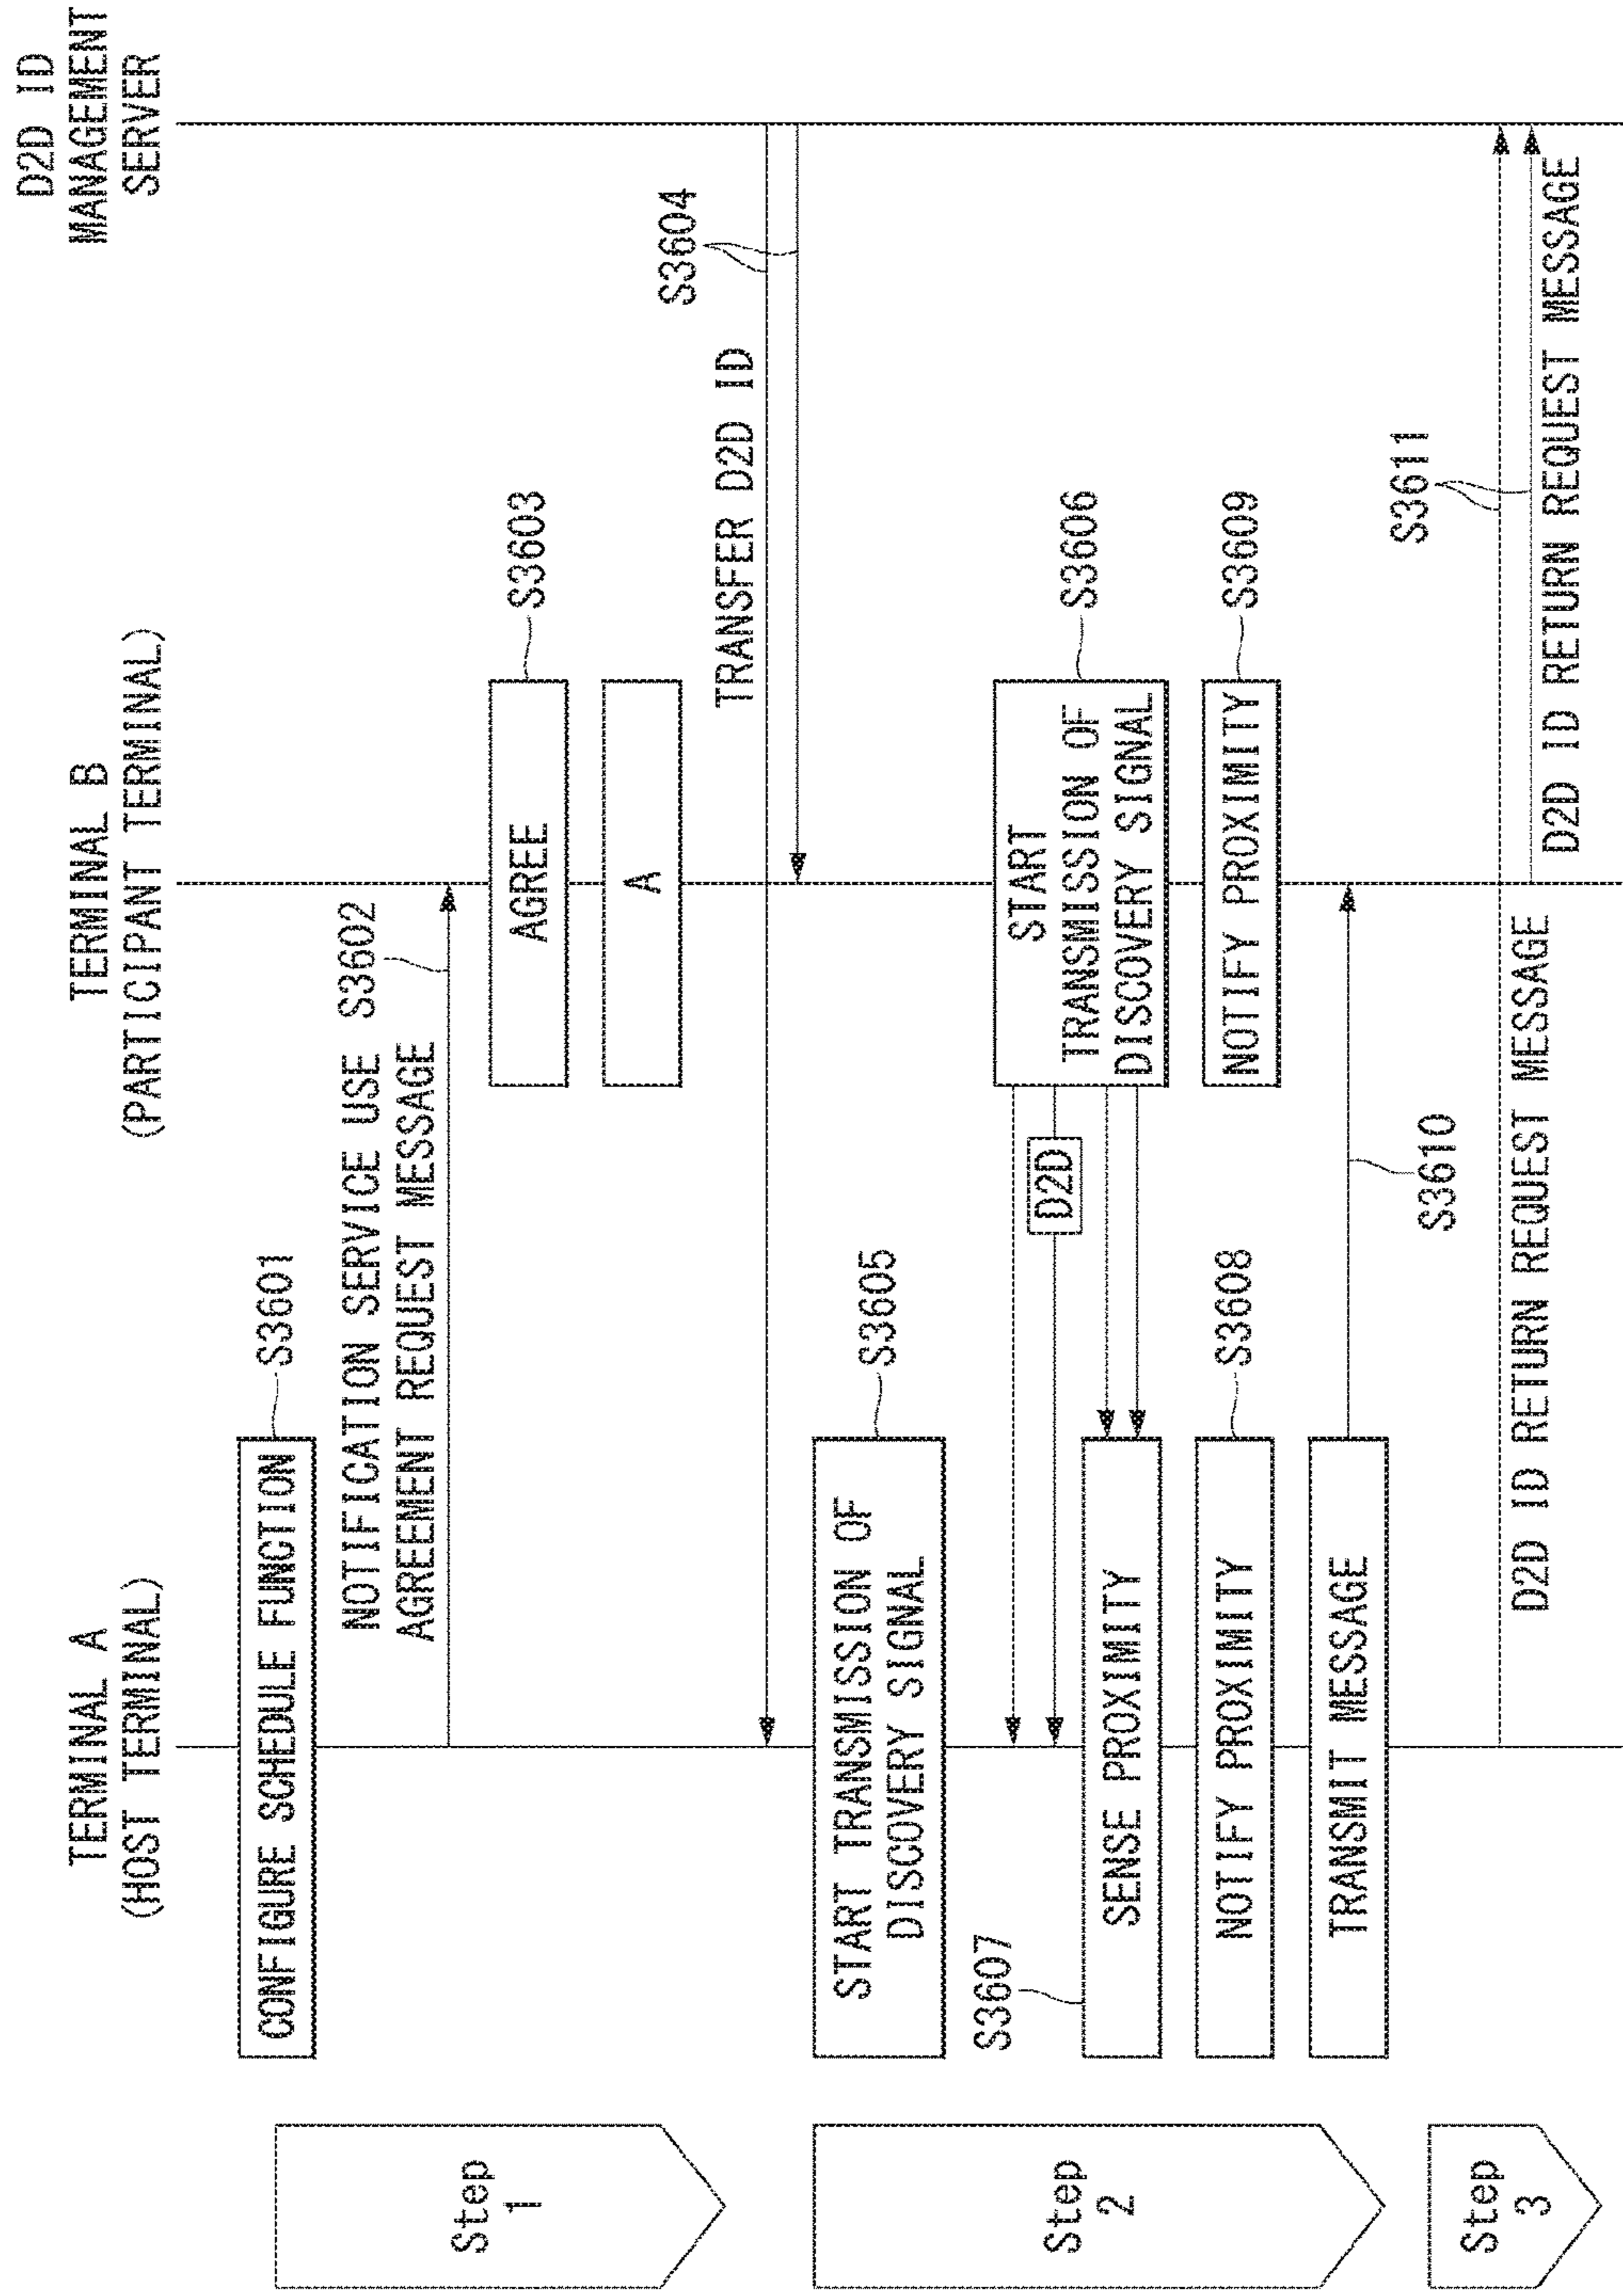 TERMINAL A
(HOST TERMINAL)
TERMINAL B
(PARTICIPANT TERMINAL)
D2D ID
MANAGEMENT
SERVER
Step
1
CONFIGURE SCHEDULE FUNCTION
S3601
NOTIFICATION SERVICE USE
AGREEMENT REQUEST MESSAGE
S3602
AGREE
S3603
A
TRANSFER D2D ID
S3604
Step
2
START TRANSMISSION OF
DISCOVERY SIGNAL
S3605
START
TRANSMISSION OF
DISCOVERY SIGNAL
S3606
D2D
S3607
SENSE PROXIMITY
NOTIFY PROXIMITY
S3608
NOTIFY PROXIMITY
S3609
TRANSMIT MESSAGE
S3610
Step
3
S3611
D2D ID RETURN REQUEST MESSAGE
D2D ID RETURN REQUEST MESSAGE